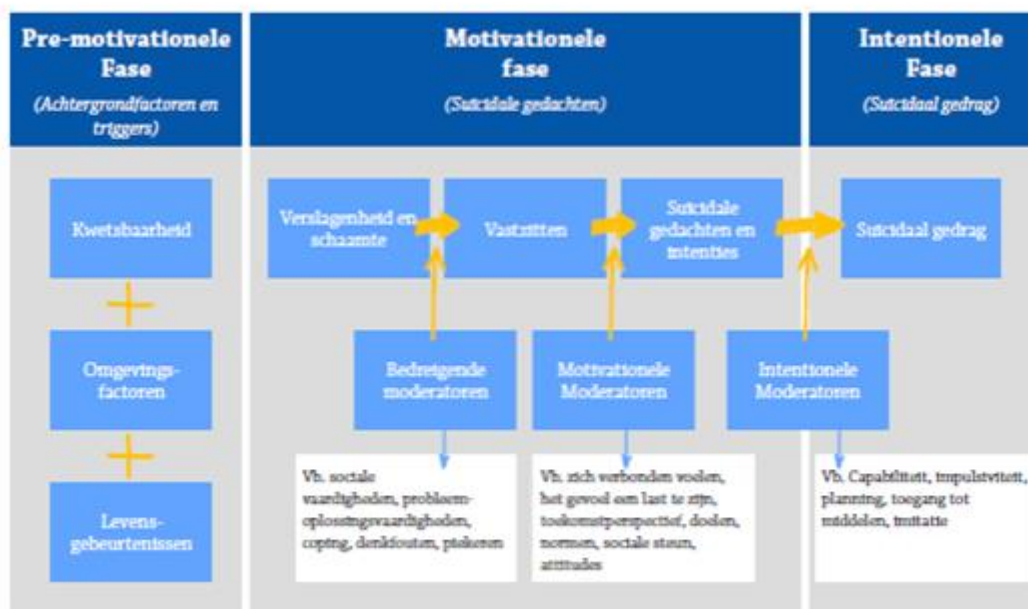 Pre-motivationele
Fase
(Achtergrondfactoren en
triggers)
Motivationele
fase
(Suïcidale gedachten)
Intentionele
Fase
(Suïcidaal gedrag)
Kwetsbaarheid
Omgevings-
factoren
Levens-
gebeurtenissen
Verslagenheid en
schaamte
Vastzitten
Suïcidale
gedachten en
intenties
Suïcidaal gedrag
Bedreigende
moderatoren
Motivationele
Moderatoren
Intentionele
Moderatoren
Vb. sociale
vaardigheden, probleem-
oplossingsvaardigheden,
coping, denkfouten, piekeren
Vb. zich verbonden voelen,
het gevoel een last te zijn,
toekomstperspectief, doelen,
normen, sociale steun,
attitudes
Vb. Capabiliteit, impulsiviteit,
planning, toegang tot
middelen, imitatie